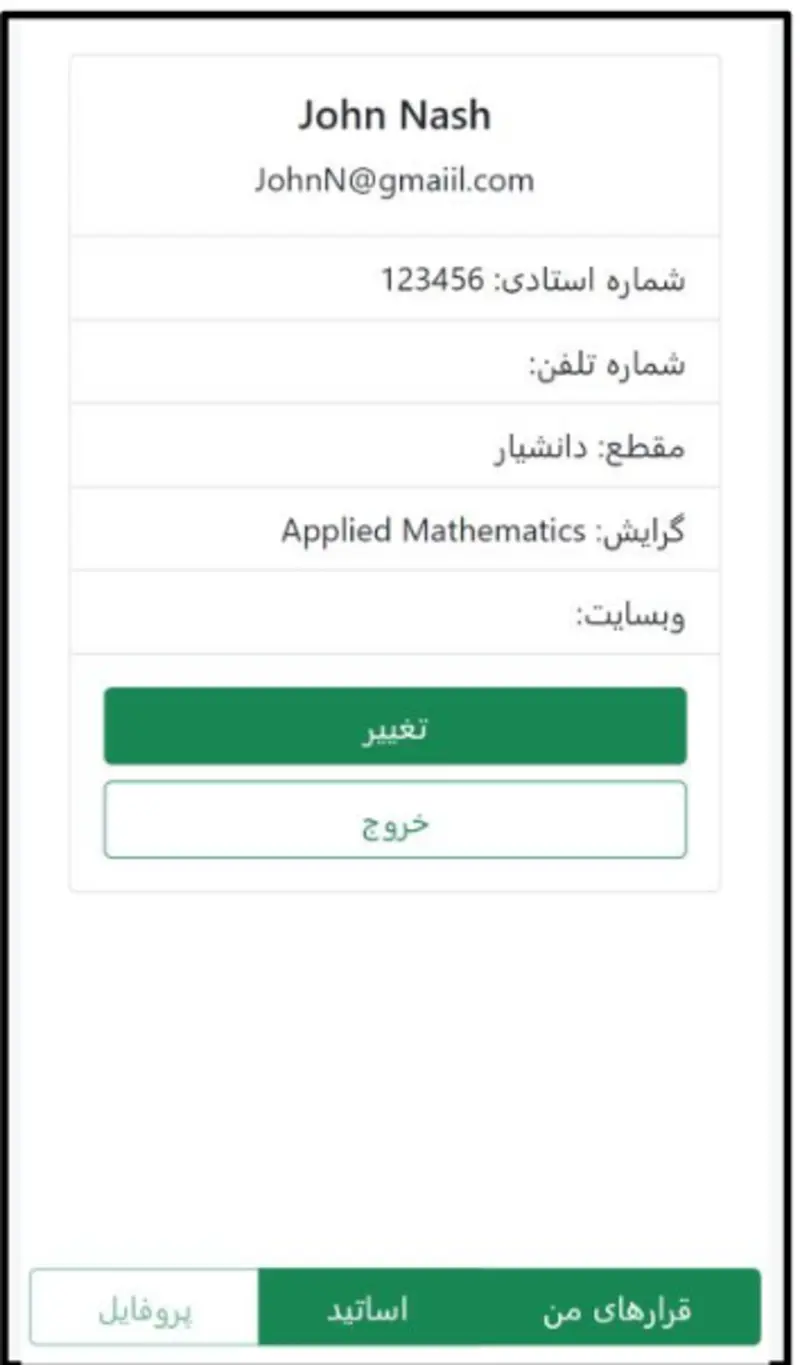 John Nash
JohnN@gmaiil.com
شماره استادی: 123456
شماره تلفن:
مقطع: دانشیار
گرایش: Applied Mathematics
وبسایت:
تغییر
خروج
قرارهای من
اساتید
پروفایل